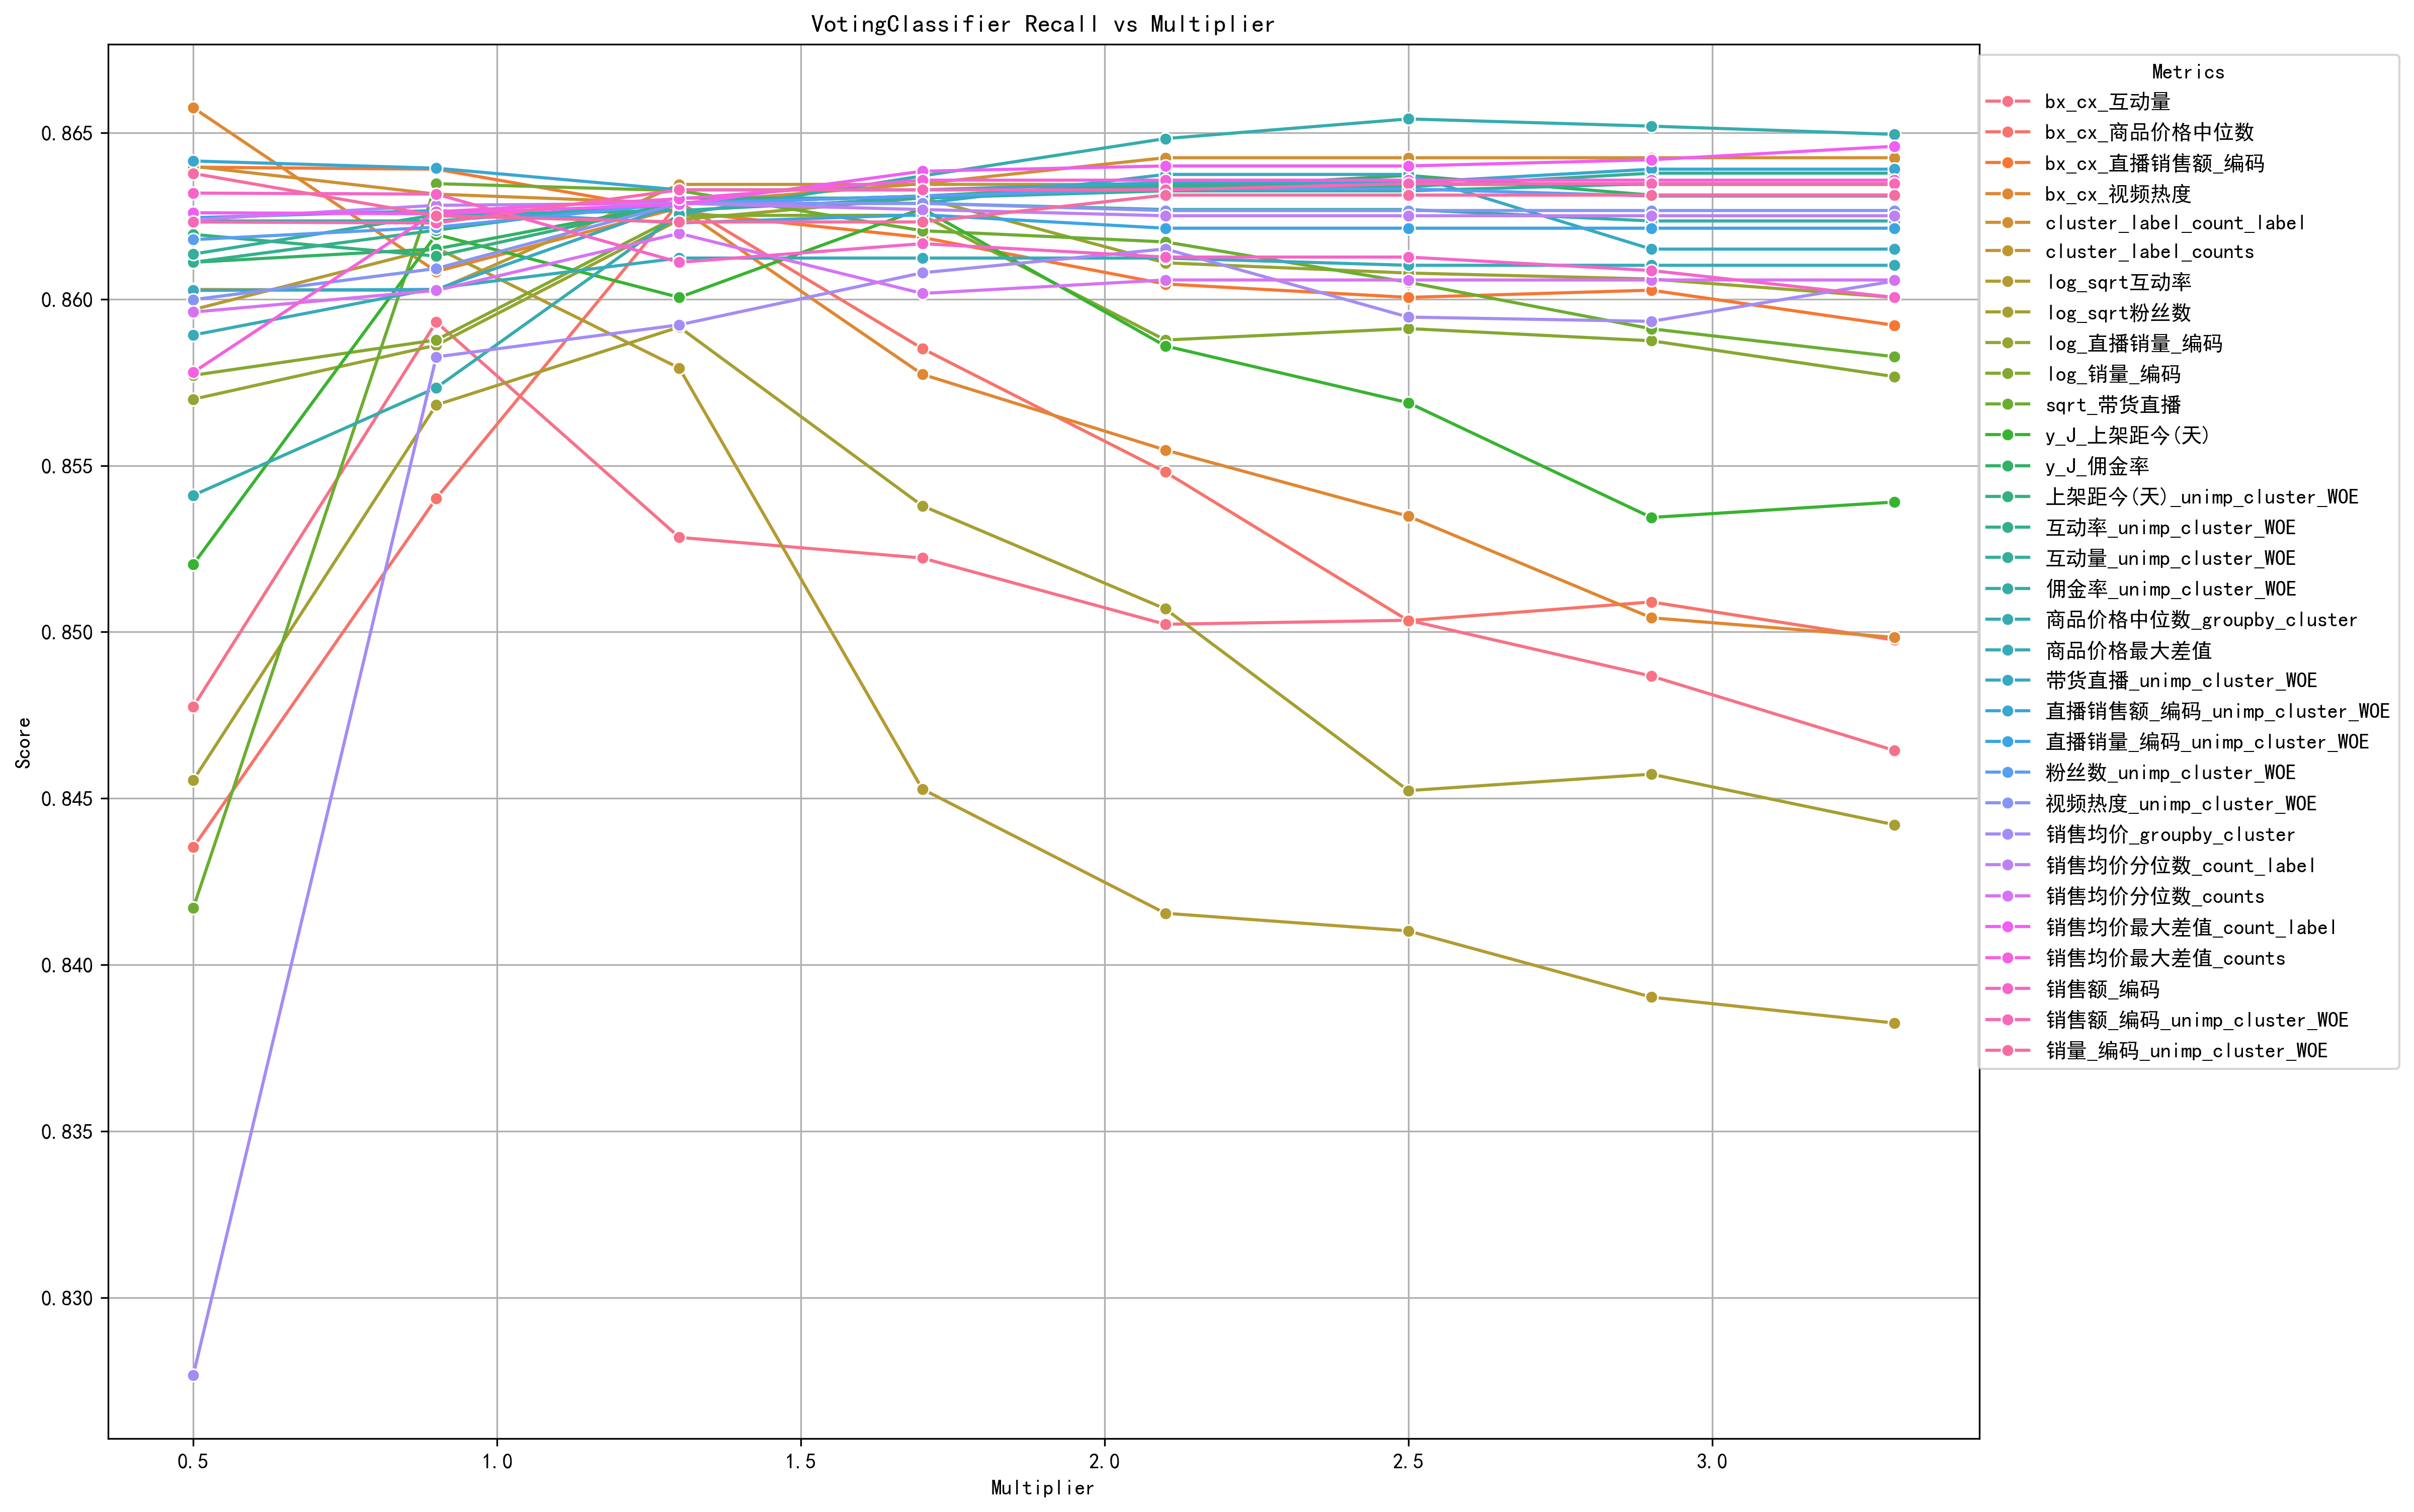 VotingClassifier Recall vs Multiplier
Metrics
bx_cx_互动量
bx_cx_商品价格中位数
bx_cx_直播销售额_编码
bx_cx_视频热度
cluster_label_count_label
cluster_label_counts
log_sqrt互动率
log_sqrt粉丝数
log_直播销量_编码
log_销量_编码
sqrt_带货直播
y_J_上架距今(天)
y_J_佣金率
上架距今(天)_unimp_cluster_WOE
互动率_unimp_cluster_WOE
互动量_unimp_cluster_WOE
佣金率_unimp_cluster_WOE
商品价格中位数_groupby_cluster
商品价格最大差值
带货直播_unimp_cluster_WOE
直播销售额_编码_unimp_cluster_WOE
直播销量_编码_unimp_cluster_WOE
粉丝数_unimp_cluster_WOE
视频热度_unimp_cluster_WOE
销售均价_groupby_cluster
销售均价分位数_count_label
销售均价分位数_counts
销售均价最大差值_count_label
销售均价最大差值_counts
销售额_编码
销售额_编码_unimp_cluster_WOE
销量_编码_unimp_cluster_WOE
Score
0.865
0.860
0.855
0.850
0.845
0.840
0.835
0.830
0.5
1.0
1.5
2.0
2.5
3.0
Multiplier